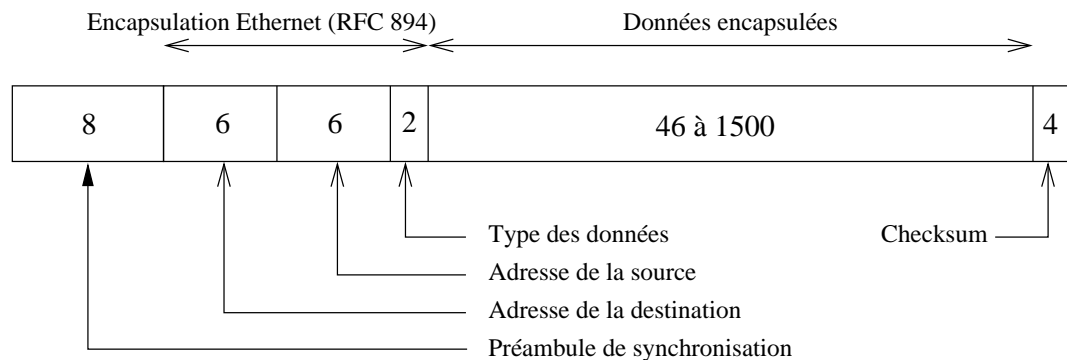 Encapsulation Ethernet (RFC 894)
Données encapsulées
8
6
6
2
46 à 1500
4
Type des données
Checksum
Adresse de la source
Adresse de la destination
Préambule de synchronisation